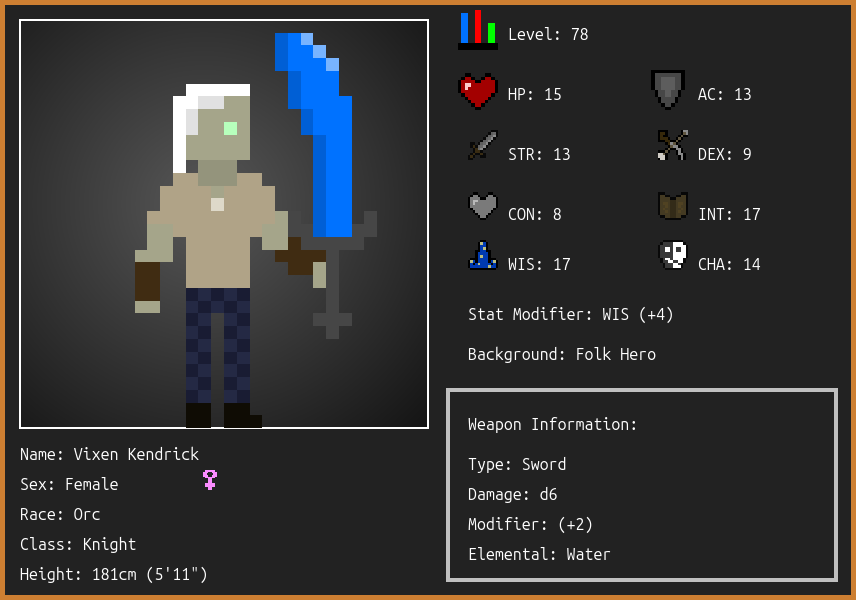 Level: 78
HP: 15
AC: 13
STR: 13
DEX: 9
CON: 8
INT: 17
WIS: 17
CHA: 14
Stat Modifier: WIS (+4)
Background: Folk Hero
Weapon Information:
Type: Sword
Damage: d6
Modifier: (+2)
Elemental: Water
Name: Vixen Kendrick
Sex: Female
Race: Orc
Class: Knight
Height: 181cm (5'11")